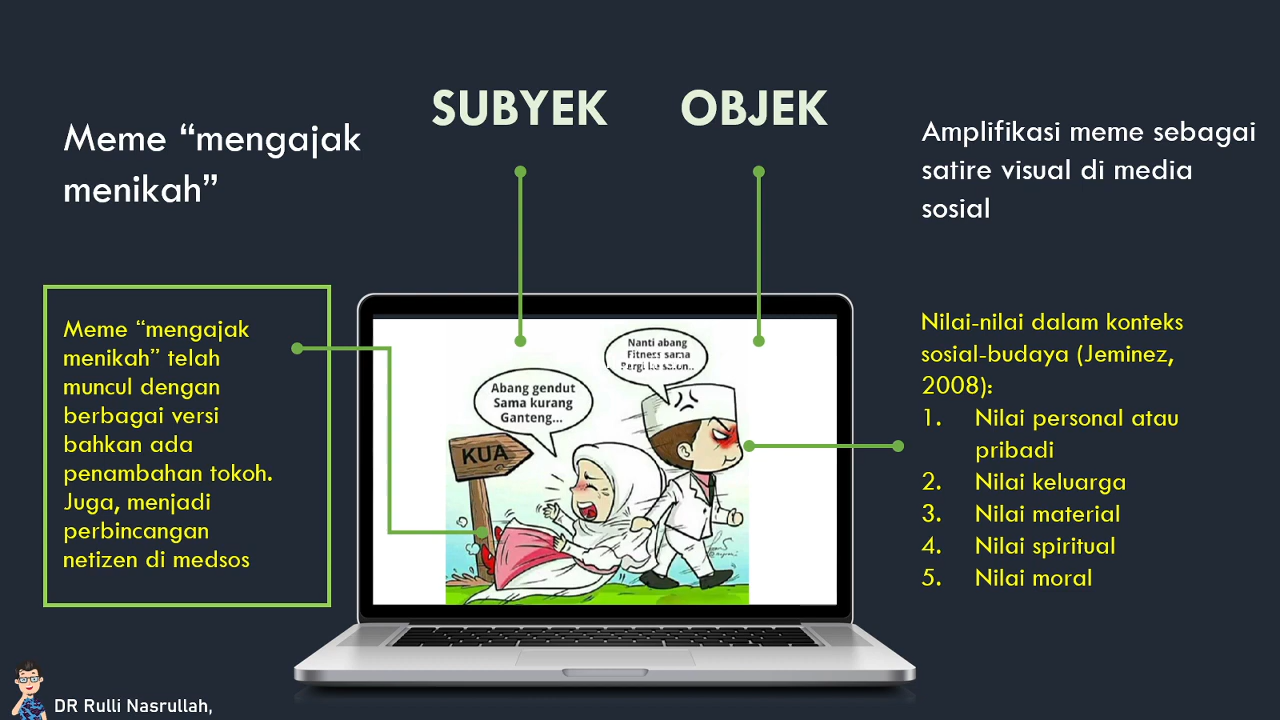 SUBYEK
OBJEK
Meme “mengajak
menikah”
Amplifikasi meme sebagai
satire visual di media
sosial
Meme “mengajak
menikah” telah
muncul dengan
berbagai versi
bahkan ada
penambahan tokoh.
Juga, menjadi
perbincangan
netizen di medsos
Nanti abang
Fitness sama
Pergi ke salon..
Abang gendut
Sama kurang
Ganteng...
KUA
Nilai-nilai dalam konteks
sosial-budaya (Jeminez,
2008):
1. Nilai personal atau
pribadi
2. Nilai keluarga
3. Nilai material
4. Nilai spiritual
5. Nilai moral
DR Rulli Nasrullah,